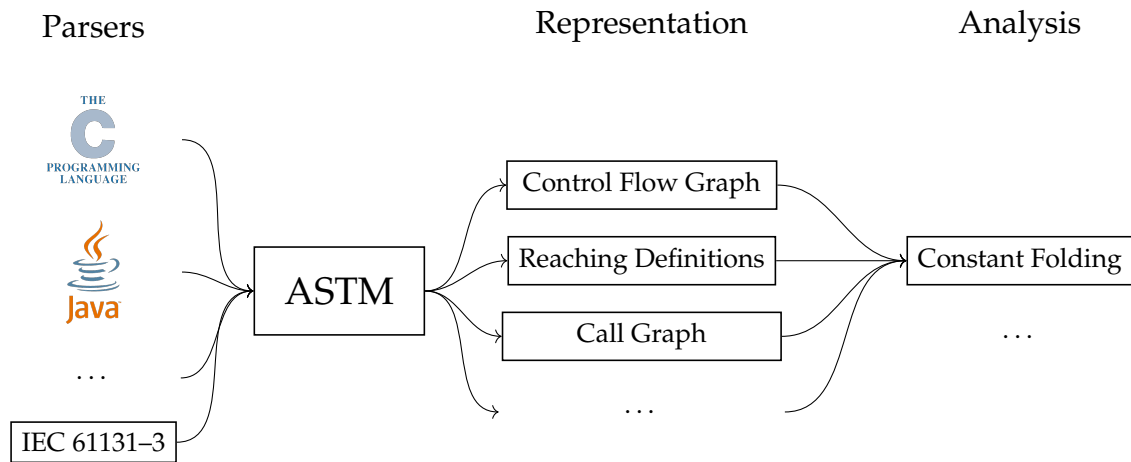 Parsers
Representation
Analysis
THE
C
PROGRAMMING
LANGUAGE
Java™
...
IEC 61131–3
ASTM
Control Flow Graph
Reaching Definitions
Call Graph
...
Constant Folding
...